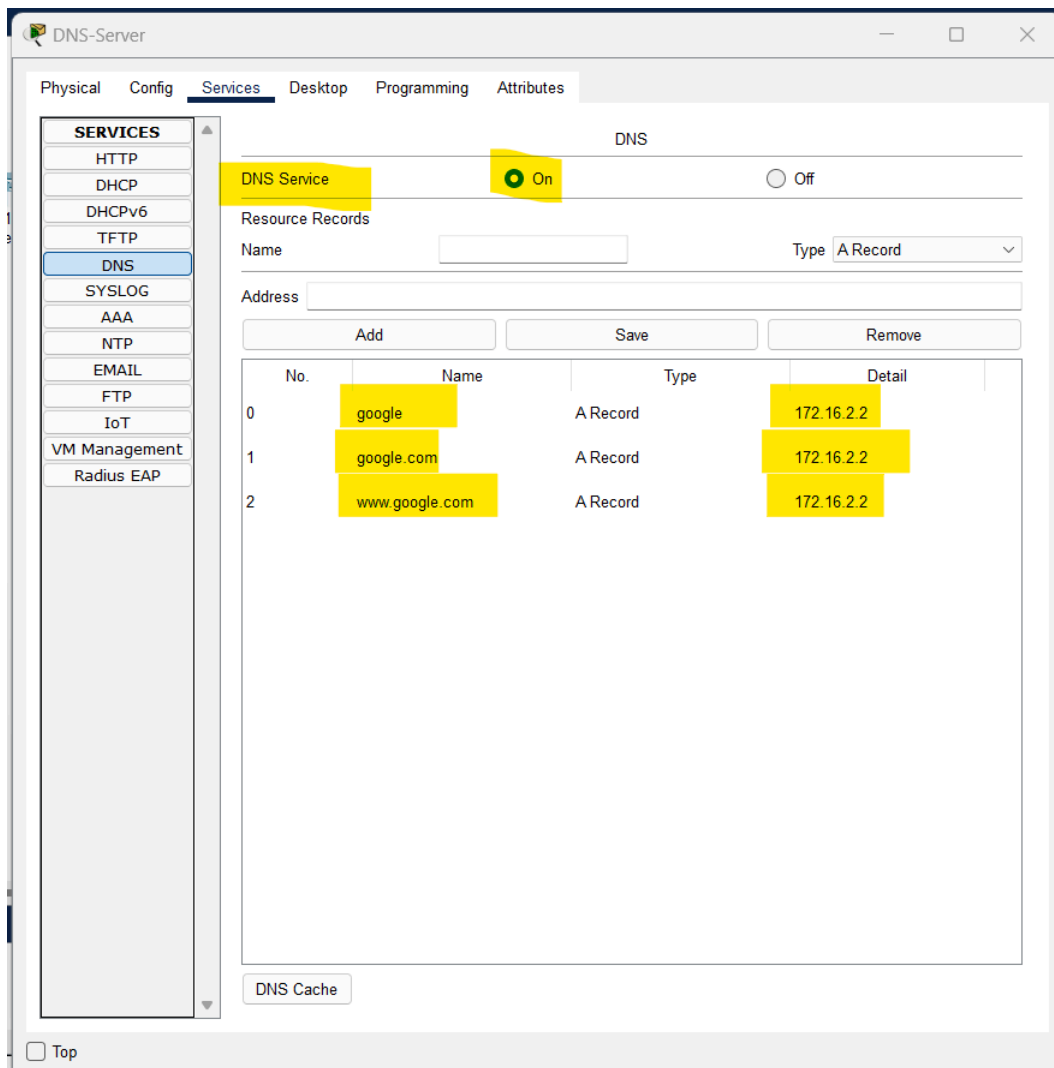 DNS-Server
Physical Config Services Desktop Programming Attributes
SERVICES
HTTP
DHCP
DHCPv6
TFTP
DNS
SYSLOG
AAA
NTP
EMAIL
FTP
IoT
VM Management
Radius EAP
DNS
DNS Service On Off
Resource Records
Name Type A Record
Address
Add Save Remove
No. Name Type Detail
0 google A Record 172.16.2.2
1 google.com A Record 172.16.2.2
2 www.google.com A Record 172.16.2.2
DNS Cache
Top